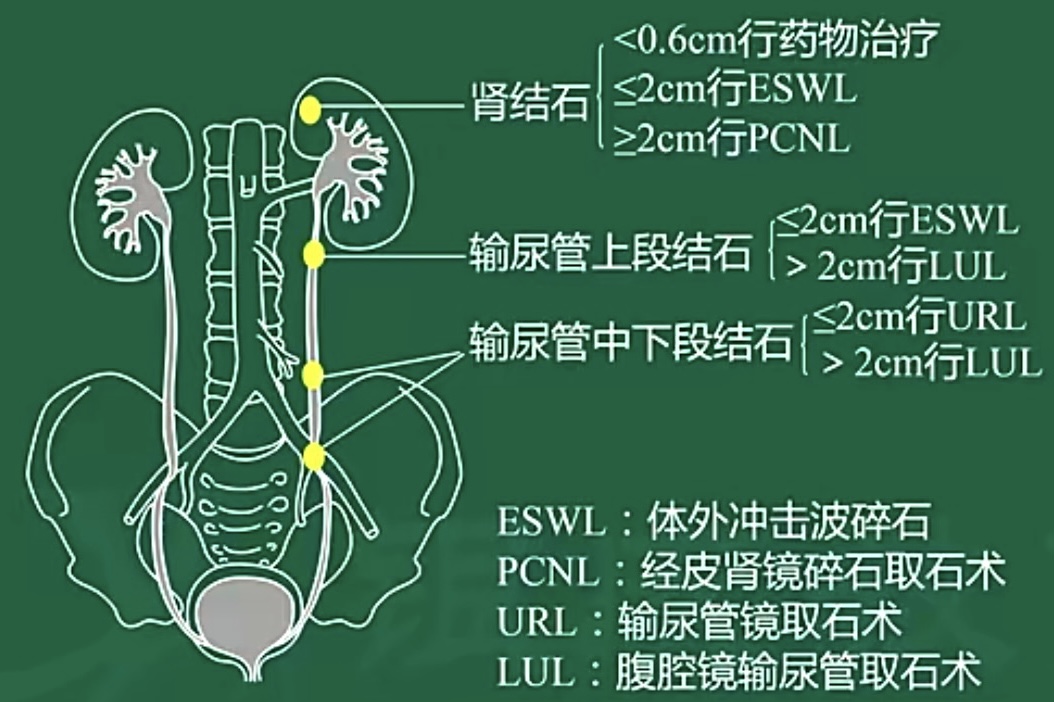 肾结石
<0.6cm行药物治疗
≤2cm行ESWL
≥2cm行PCNL
输尿管上段结石
≤2cm行ESWL
> 2cm行LUL
输尿管中下段结石
≤2cm行URL
> 2cm行LUL
ESWL：体外冲击波碎石
PCNL：经皮肾镜碎石取石术
URL：输尿管镜取石术
LUL：腹腔镜输尿管取石术